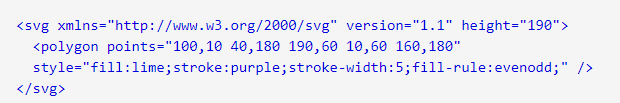 <svg xmlns="http://www.w3.org/2000/svg" version="1.1" height="190">
  <polygon points="100,10 40,180 190,60 10,60 160,180"
  style="fill:lime;stroke:purple;stroke-width:5;fill-rule:evenodd;" />
</svg>